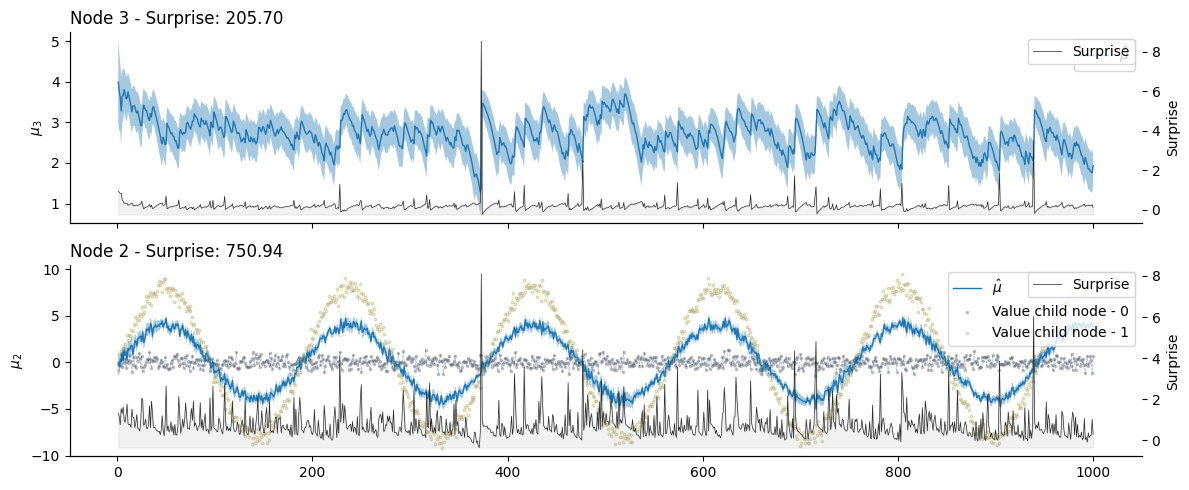 Node 3 - Surprise: 205.70
5
4
3
2
1
μ₃
Surprise
8
6
4
2
0
Surprise
Node 2 - Surprise: 750.94
10
5
0
−5
−10
μ₂
μ̂
Value child node - 0
Value child node - 1
Surprise
8
6
4
2
0
Surprise
0
200
400
600
800
1000